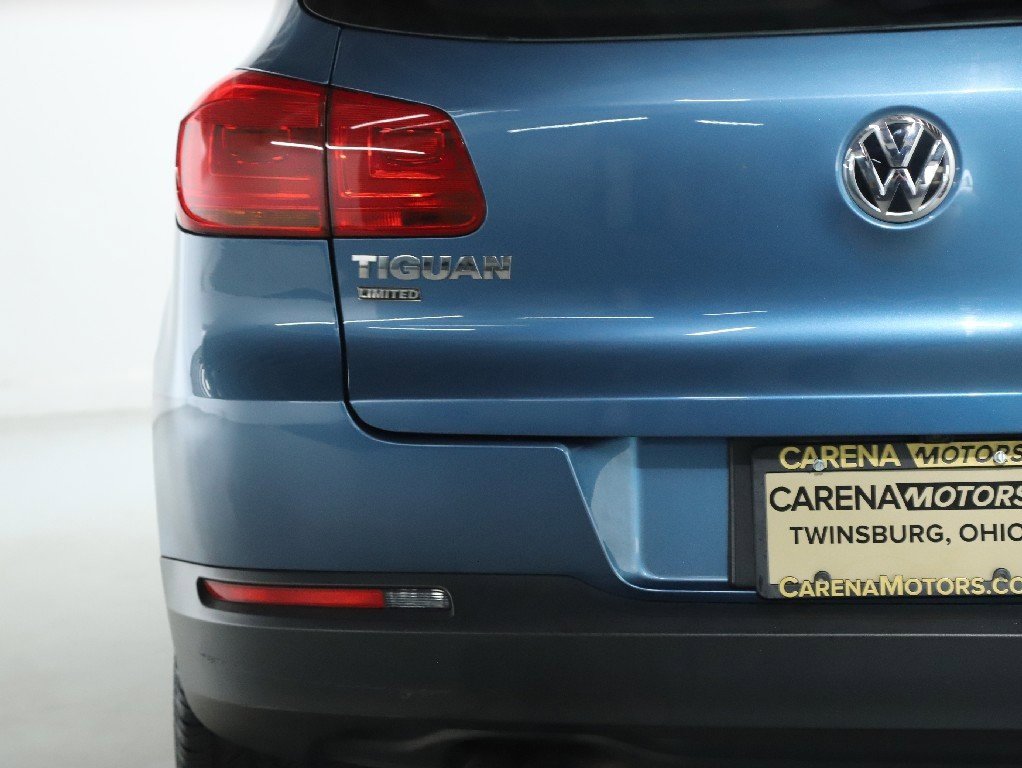 TIGUAN
LIMITED
CARENA MOTORS
CARENA MOTORS
TWINSBURG, OHIO
CARENAMOTORS.CO